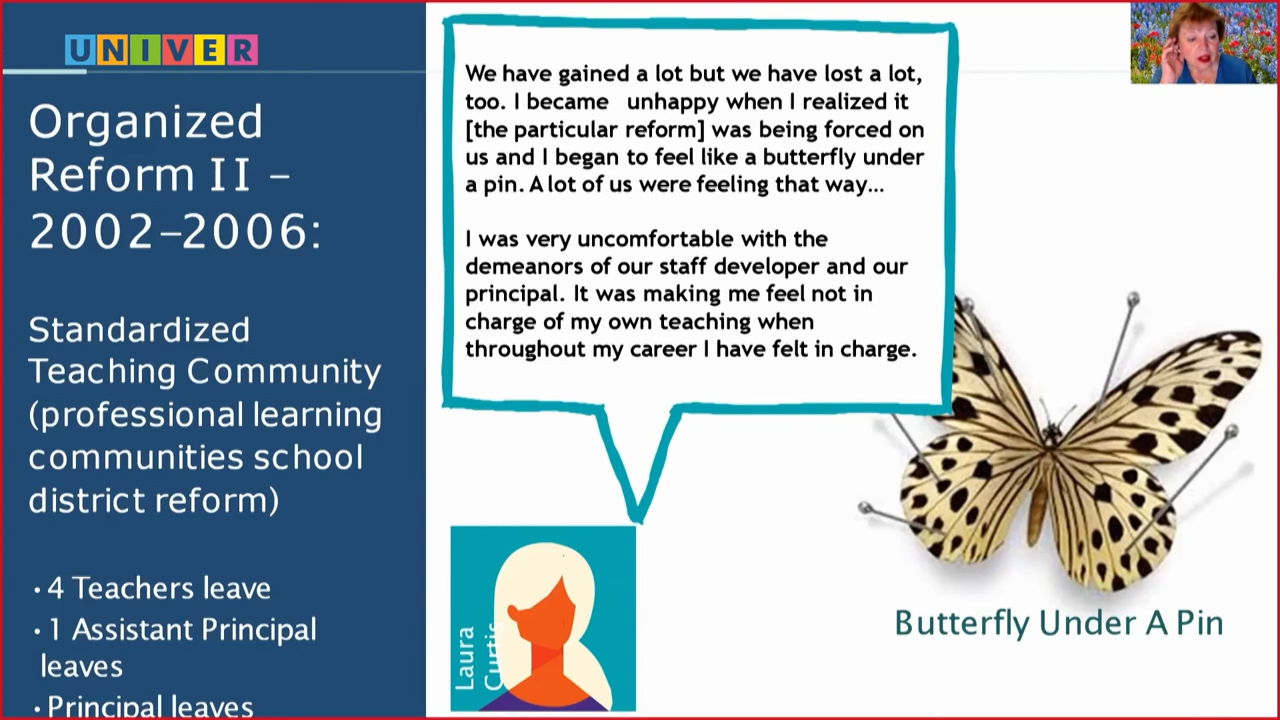 UNIVER
Organized
Reform II –
2002–2006:
Standardized
Teaching Community
(professional learning
communities school
district reform)
• 4 Teachers leave
• 1 Assistant Principal
leaves
• Principal leaves
We have gained a lot but we have lost a lot,
too. I became unhappy when I realized it
[the particular reform] was being forced on
us and I began to feel like a butterfly under
a pin. A lot of us were feeling that way…
I was very uncomfortable with the
demeanors of our staff developer and our
principal. It was making me feel not in
charge of my own teaching when
throughout my career I have felt in charge.
Laura
Curtis
Butterfly Under A Pin